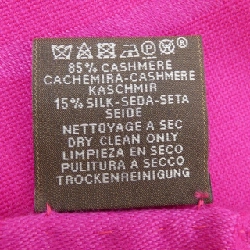 85% CASHMERE
CACHEMIRA-CASHMERE
KASCHMIR
15% SILK-SEDA-SETA
SEIDE
NETTOYAGE A SEC
DRY CLEAN ONLY
LIMPIEZA EN SECO
PULITURA A SECCO
TROCKENREINIGUNG